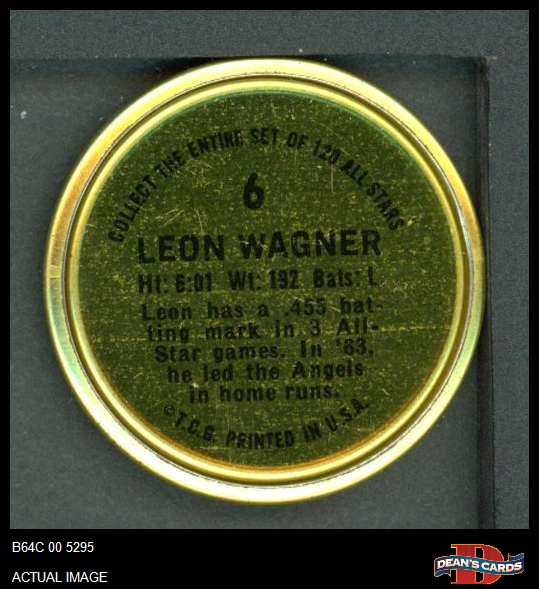 COLLECT THE ENTIRE SET OF 120 ALL STARS
6
LEON WAGNER
Ht: 6:01 Wt: 192 Bats: L
Leon has a .455 bat-
ting mark in 3 All-
Star games. In '63,
he led the Angels
in home runs.
© T.C.G. PRINTED IN U.S.A.
B64C 00 5295
ACTUAL IMAGE
D
DEAN'S CARDS